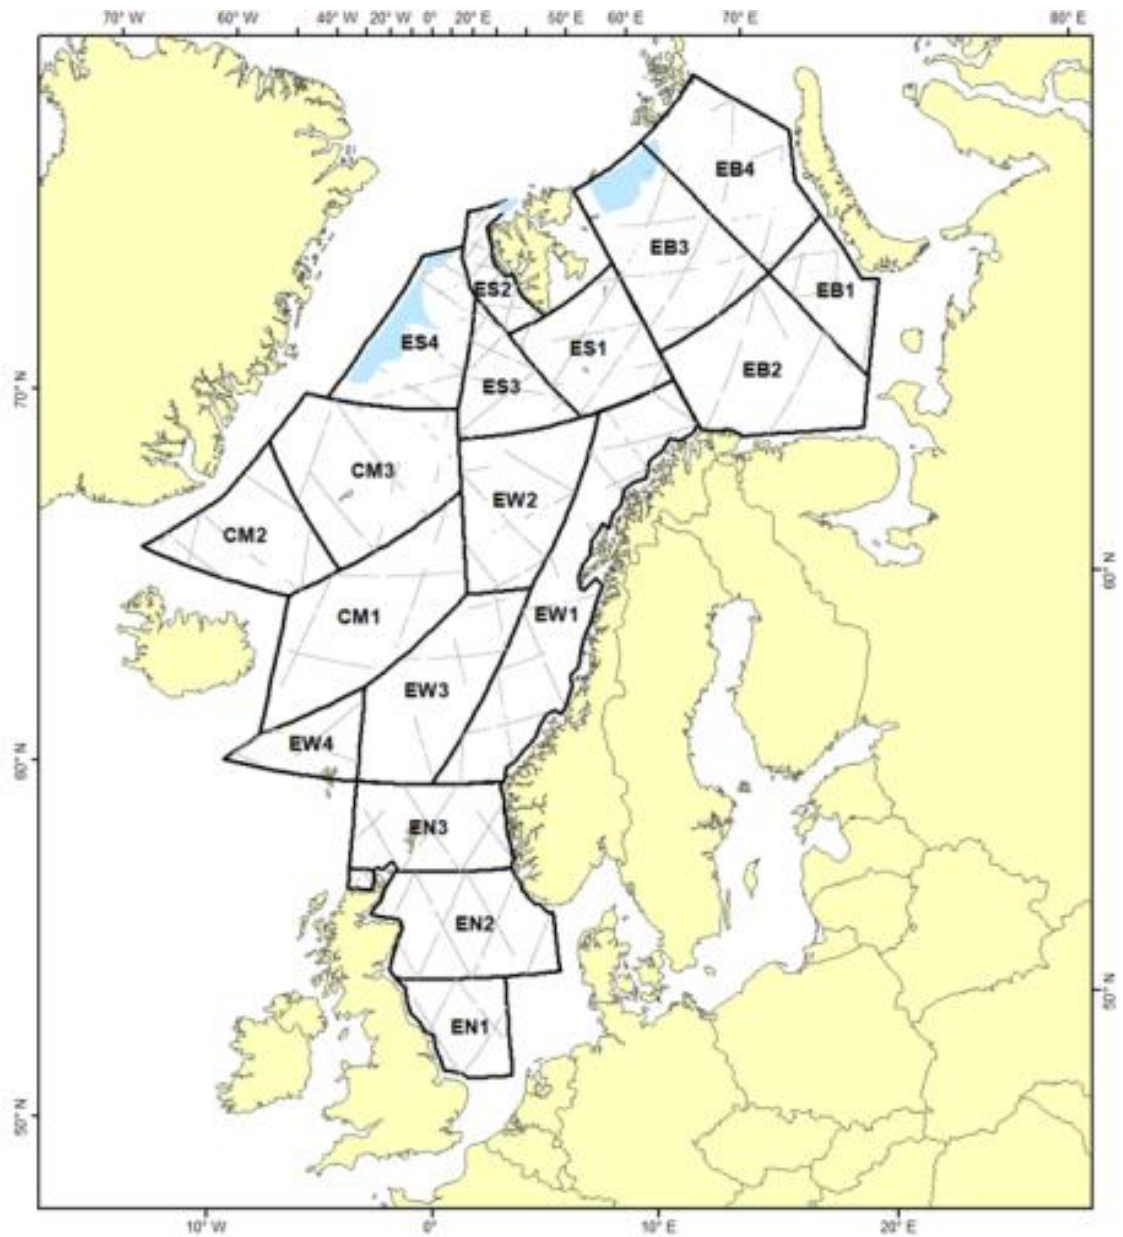 70° W 60° W 40° W 20° W 0° 20° E 50° E 60° E 70° E 80° E
EB4
EB3
EB1
ES2
ES4
ES1
EB2
ES3
70° N
CM3
EW2
CM2
60° N
CM1
EW1
EW3
EW4
60° N
EN3
EN2
50° N
EN1
50° N
10° W 0° 10° E 20° E